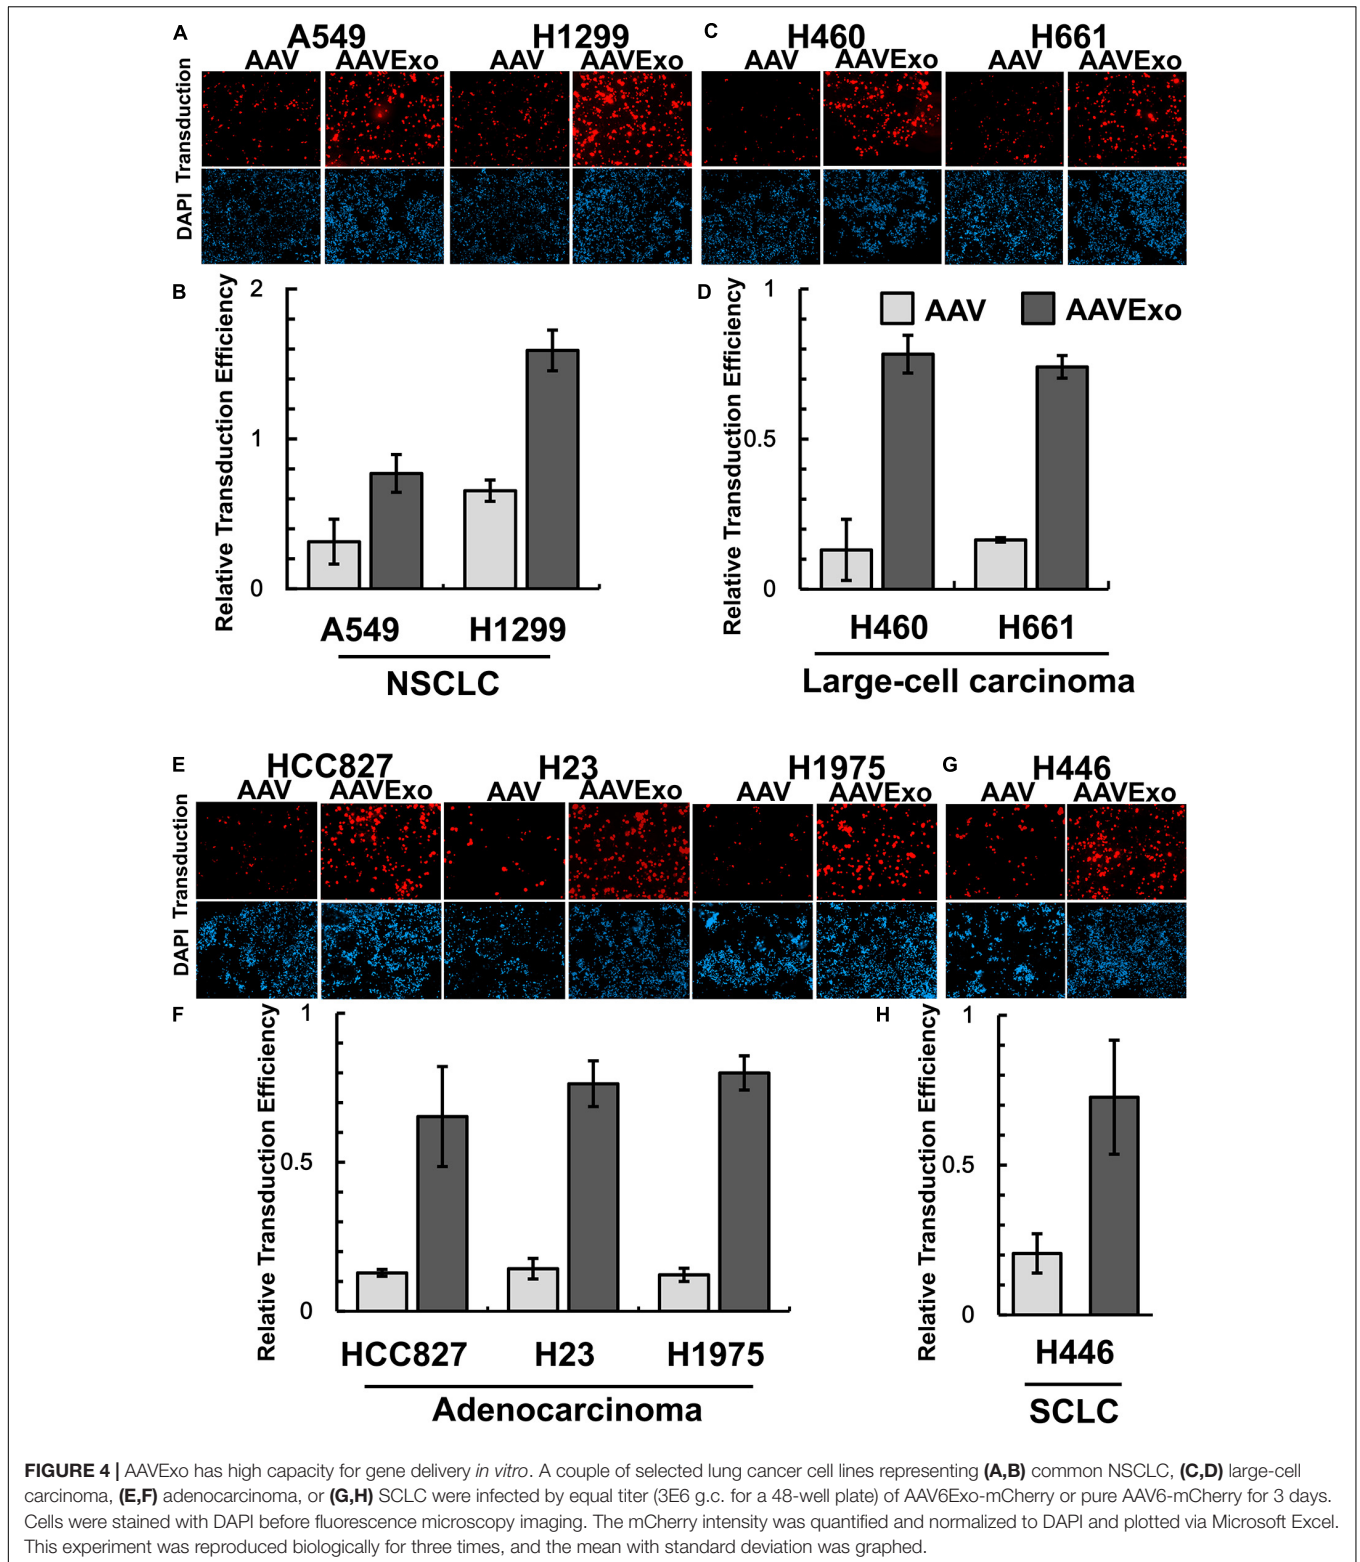 A
A549
H1299
C
H460
H661
AAV
AAVExo
AAV
AAVExo
AAV
AAVExo
AAV
AAVExo
Transduction
DAPI
B
Relative Transduction Efficiency
2
1
0
A549
H1299
NSCLC
D
Relative Transduction Efficiency
1
0.5
0
AAV
AAVExo
H460
H661
Large-cell carcinoma
E
HCC827
H23
H1975
G
H446
AAV
AAVExo
AAV
AAVExo
AAV
AAVExo
AAV
AAVExo
Transduction
DAPI
F
Relative Transduction Efficiency
1
0.5
0
HCC827
H23
H1975
Adenocarcinoma
H
Relative Transduction Efficiency
1
0.5
0
H446
SCLC
FIGURE 4 | AAVExo has high capacity for gene delivery in vitro. A couple of selected lung cancer cell lines representing (A,B) common NSCLC, (C,D) large-cell
carcinoma, (E,F) adenocarcinoma, or (G,H) SCLC were infected by equal titer (3E6 g.c. for a 48-well plate) of AAV6Exo-mCherry or pure AAV6-mCherry for 3 days.
Cells were stained with DAPI before fluorescence microscopy imaging. The mCherry intensity was quantified and normalized to DAPI and plotted via Microsoft Excel.
This experiment was reproduced biologically for three times, and the mean with standard deviation was graphed.